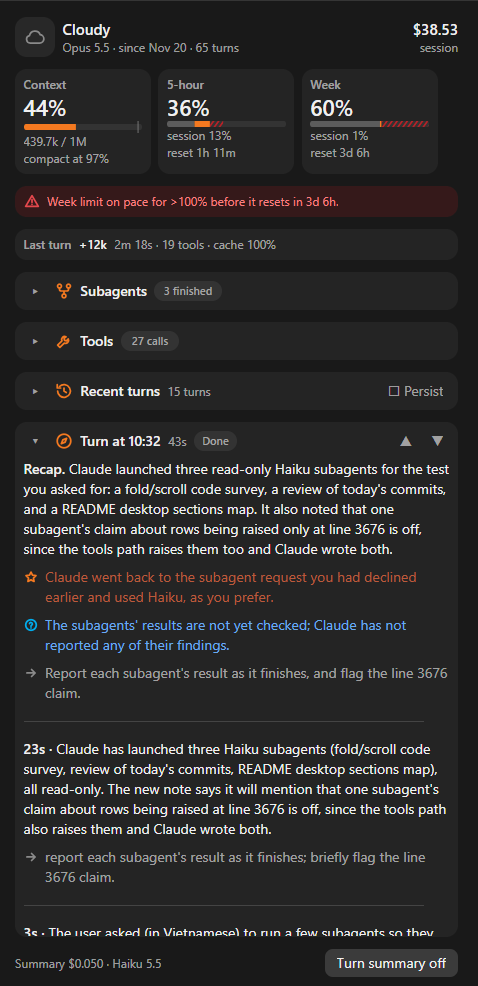 Cloudy
$38.53
Opus 5.5 · since Nov 20 · 65 turns
session
Context
44%
439.7k / 1M
compact at 97%
5-hour
36%
session 13%
reset 1h 11m
Week
60%
session 1%
reset 3d 6h
Week limit on pace for >100% before it resets in 3d 6h.
Last turn +12k 2m 18s · 19 tools · cache 100%
Subagents 3 finished
Tools 27 calls
Recent turns 15 turns
Persist
Turn at 10:32 43s Done
Recap. Claude launched three read-only Haiku subagents for the test
you asked for: a fold/scroll code survey, a review of today's commits,
and a README desktop sections map. It also noted that one
subagent's claim about rows being raised only at line 3676 is off,
since the tools path raises them too and Claude wrote both.
Claude went back to the subagent request you had declined
earlier and used Haiku, as you prefer.
The subagents' results are not yet checked; Claude has not
reported any of their findings.
→ Report each subagent's result as it finishes, and flag the line 3676
claim.
23s · Claude has launched three Haiku subagents (fold/scroll code
survey, review of today's commits, README desktop sections map),
all read-only. The new note says it will mention that one subagent's
claim about rows being raised at line 3676 is off, since the tools path
also raises them and Claude wrote both.
→ report each subagent's result as it finishes; briefly flag the line
3676 claim.
3s · The user asked (in Vietnamese) to run a few subagents so they
Summary $0.050 · Haiku 5.5
Turn summary off